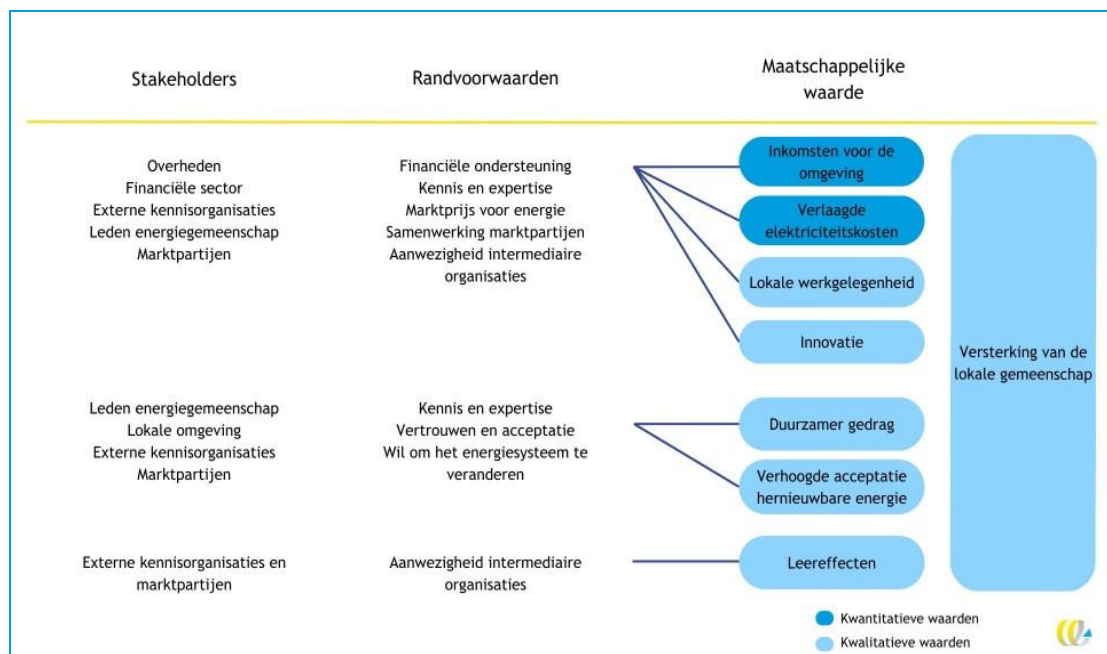 Stakeholders
Randvoorwaarden
Maatschappelijke
waarde
Overheden
Financiële sector
Externe kennisorganisaties
Leden energiegemeenschap
Marktpartijen
Financiële ondersteuning
Kennis en expertise
Marktprijs voor energie
Samenwerking marktpartijen
Aanwezigheid intermediaire
organisaties
Inkomsten voor de
omgeving
Verlaagde
elektriciteitskosten
Lokale werkgelegenheid
Innovatie
Leden energiegemeenschap
Lokale omgeving
Externe kennisorganisaties
Marktpartijen
Kennis en expertise
Vertrouwen en acceptatie
Wil om het energiesysteem te
veranderen
Duurzamer gedrag
Verhoogde acceptatie
hernieuwbare energie
Externe kennisorganisaties en
marktpartijen
Aanwezigheid intermediaire
organisaties
Leereffecten
Versterking van de
lokale gemeenschap
Kwantitatieve waarden
Kwalitatieve waarden